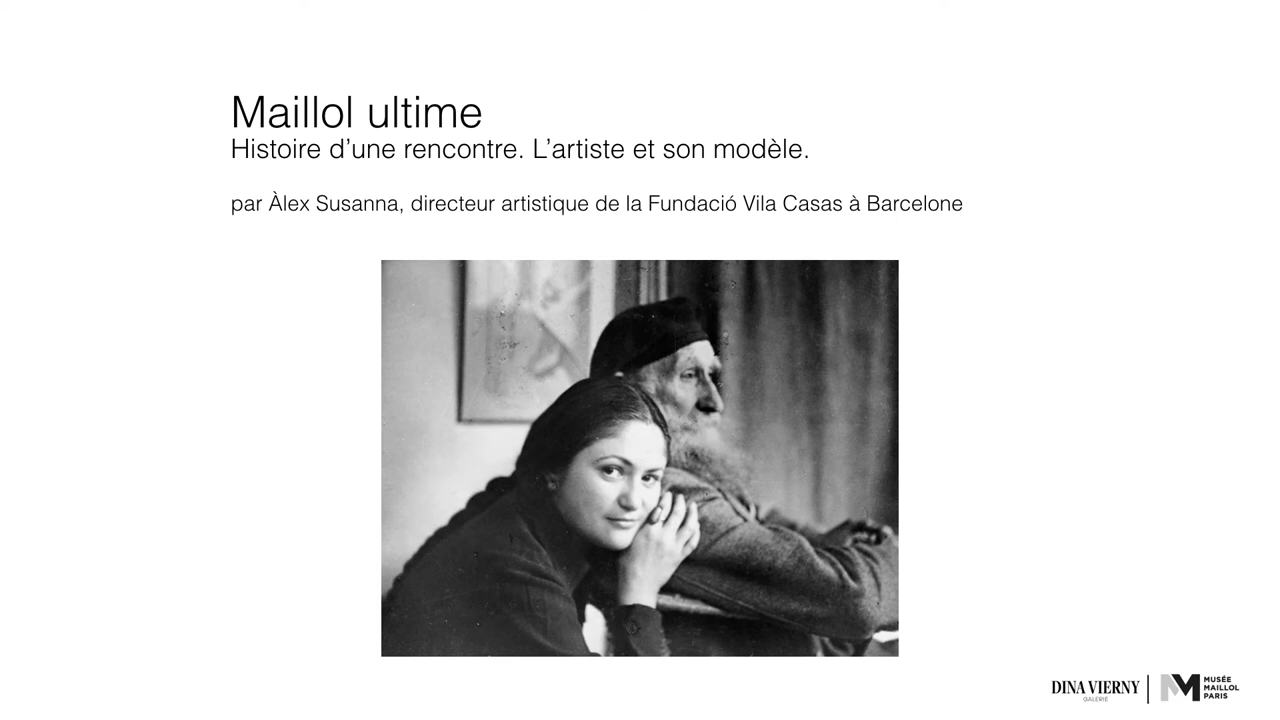 Maillol ultime
Histoire d’une rencontre. L’artiste et son modèle.
par Àlex Susanna, directeur artistique de la Fundació Vila Casas à Barcelone
DINA VIERNY
GALERIE
MUSÉE
MAILLOL
PARIS